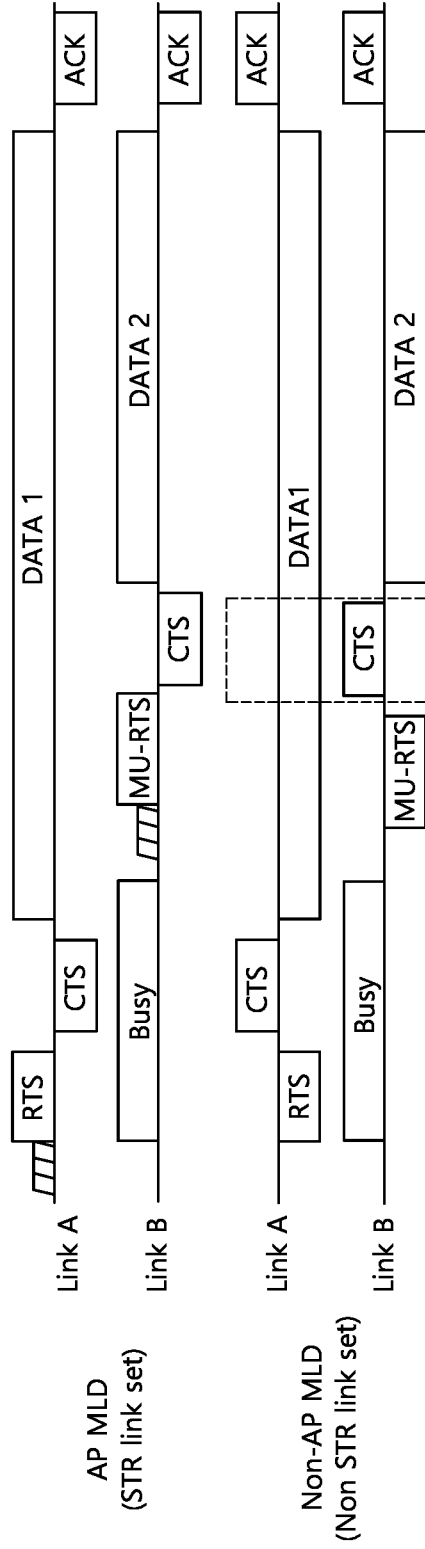 AP MLD
(STR link set)
Link A
RTS
CTS
DATA 1
ACK
Link B
Busy
MU-RTS
CTS
DATA 2
ACK
Non-AP MLD
(Non STR link set)
Link A
RTS
CTS
DATA1
ACK
Link B
Busy
MU-RTS
CTS
DATA 2
ACK